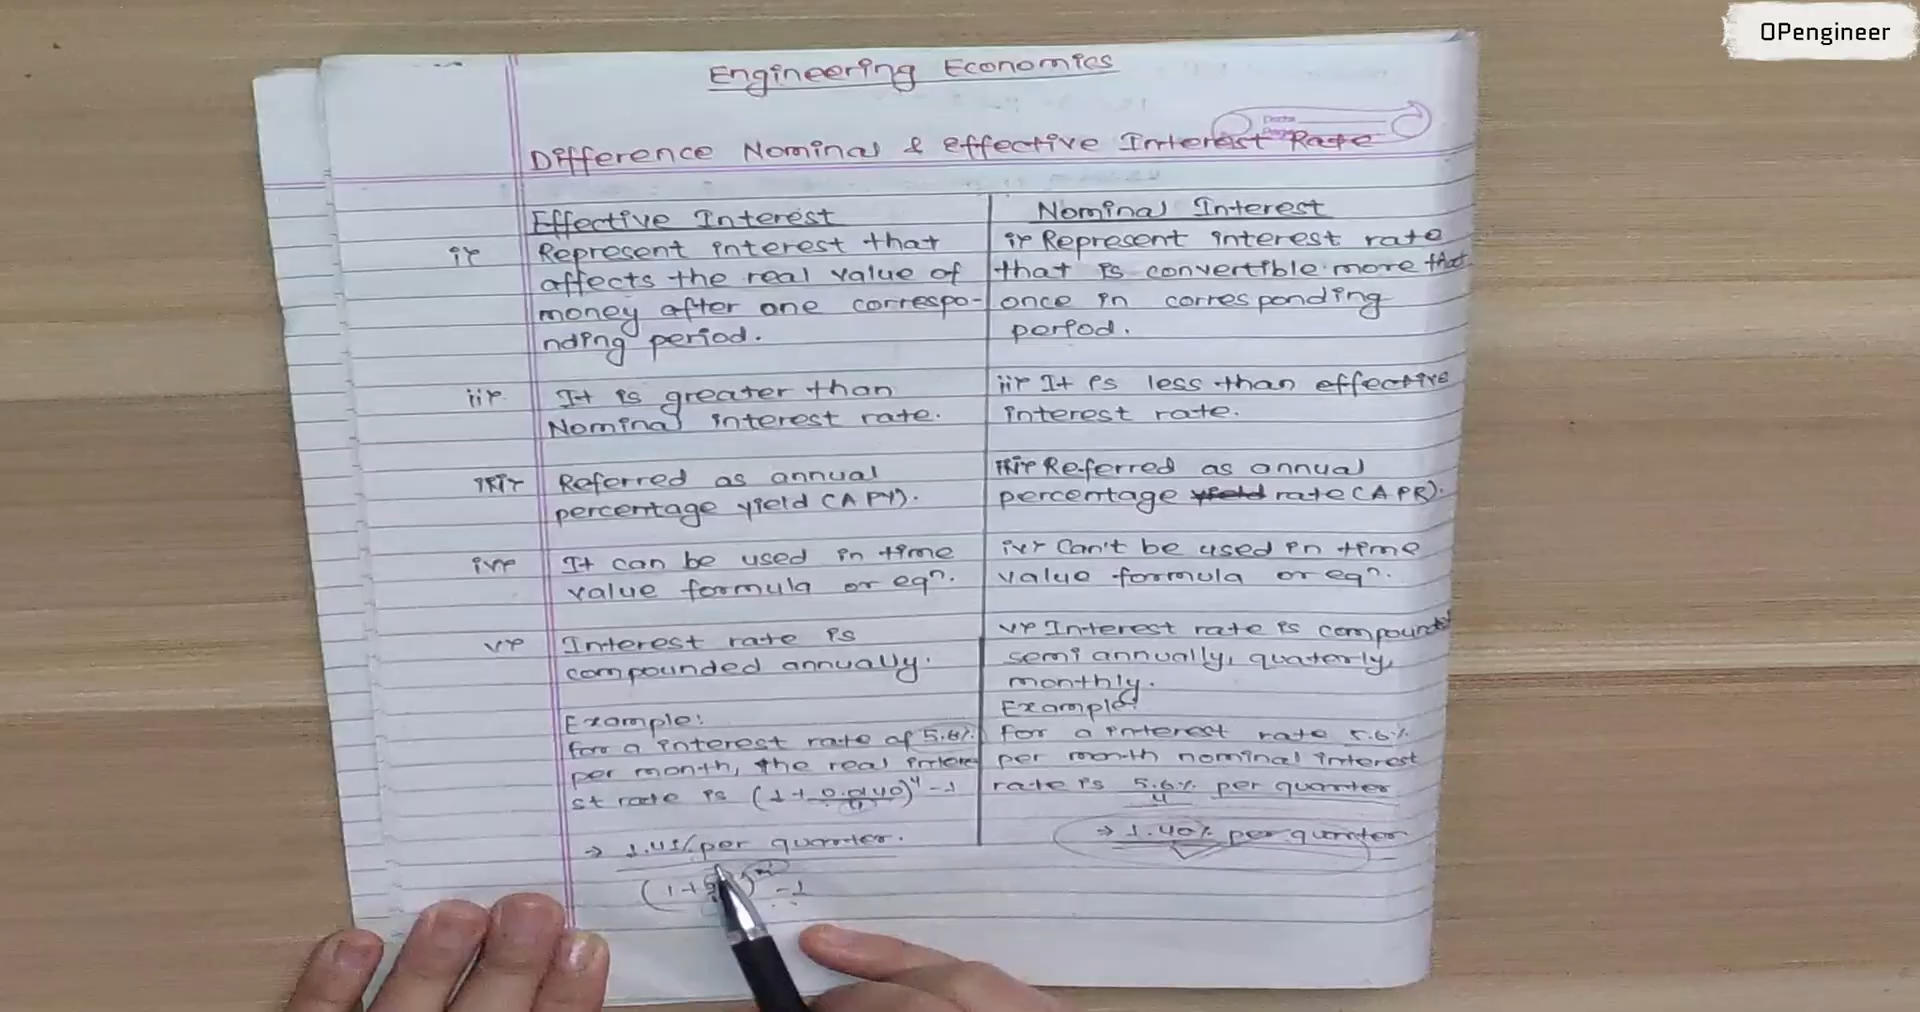 OPengineer
Engineering Economics
Difference Nominal & effective Interest Rate
Effective Interest
i> Represent interest that
affects the real value of
money after one correspo-
nding period.
ii> It is greater than
Nominal interest rate.
iii> Referred as annual
percentage yield (APY).
iv> It can be used in time
value formula or eqn.
v> Interest rate is
compounded annually.
Example:
for a interest rate of 5.6%
per month, the real intere
st rate is
→ 1.41% per quarter.
Nominal Interest
i> Represent interest rate
that is convertible more that
once in corresponding
period.
ii> It is less than effective
interest rate.
iii> Referred as annual
percentage yield rate (APR).
iv> Can't be used in time
value formula or eqn.
v> Interest rate is compounded
semi annually, quaterly,
monthly.
Example:
for a interest rate 5.6%
per month nominal interest
rate is 5.6%/4 per quarter
→ 1.40% per quarter